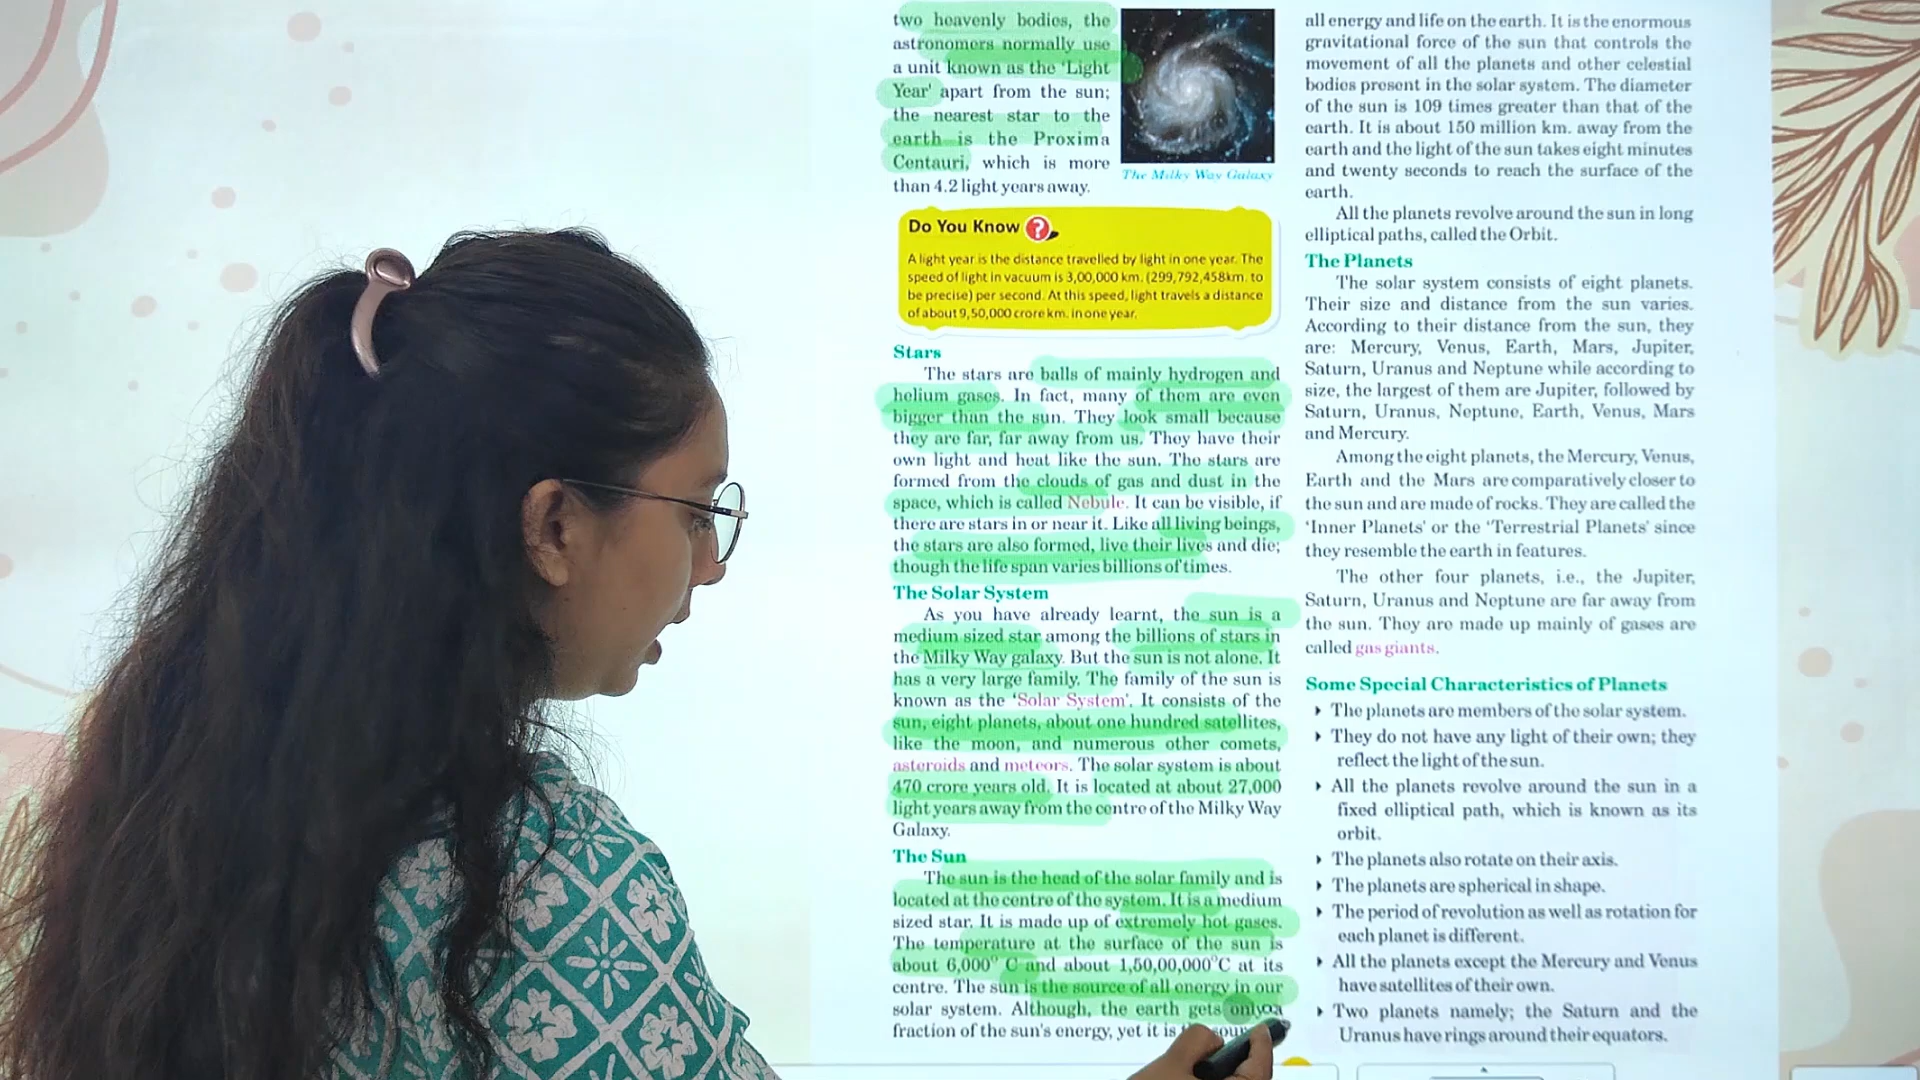 two heavenly bodies, the
astronomers normally use
a unit known as the 'Light
Year' apart from the sun;
the nearest star to the
earth is the Proxima
Centauri, which is more
than 4.2 light years away.
The Milky Way Galaxy
Do You Know ?
A light year is the distance travelled by light in one year. The
speed of light in vacuum is 3,00,000 km. (299,792,458km. to
be precise) per second. At this speed, light travels a distance
of about 9,50,000 crore km. in one year.
Stars
The stars are balls of mainly hydrogen and
helium gases. In fact, many of them are even
bigger than the sun. They look small because
they are far, far away from us. They have their
own light and heat like the sun. The stars are
formed from the clouds of gas and dust in the
space, which is called Nebule. It can be visible, if
there are stars in or near it. Like all living beings,
the stars are also formed, live their lives and die;
though the life span varies billions of times.
The Solar System
As you have already learnt, the sun is a
medium sized star among the billions of stars in
the Milky Way galaxy. But the sun is not alone. It
has a very large family. The family of the sun is
known as the 'Solar System'. It consists of the
sun, eight planets, about one hundred satellites,
like the moon, and numerous other comets,
asteroids and meteors. The solar system is about
470 crore years old. It is located at about 27,000
light years away from the centre of the Milky Way
Galaxy.
The Sun
The sun is the head of the solar family and is
located at the centre of the system. It is a medium
sized star. It is made up of extremely hot gases.
The temperature at the surface of the sun is
about 6,000° C and about 1,50,00,000°C at its
centre. The sun is the source of all energy in our
solar system. Although, the earth gets only a
fraction of the sun's energy, yet it is
all energy and life on the earth. It is the enormous
gravitational force of the sun that controls the
movement of all the planets and other celestial
bodies present in the solar system. The diameter
of the sun is 109 times greater than that of the
earth. It is about 150 million km. away from the
earth and the light of the sun takes eight minutes
and twenty seconds to reach the surface of the
earth.
All the planets revolve around the sun in long
elliptical paths, called the Orbit.
The Planets
The solar system consists of eight planets.
Their size and distance from the sun varies.
According to their distance from the sun, they
are: Mercury, Venus, Earth, Mars, Jupiter,
Saturn, Uranus and Neptune while according to
size, the largest of them are Jupiter, followed by
Saturn, Uranus, Neptune, Earth, Venus, Mars
and Mercury.
Among the eight planets, the Mercury, Venus,
Earth and the Mars are comparatively closer to
the sun and are made of rocks. They are called the
'Inner Planets' or the 'Terrestrial Planets' since
they resemble the earth in features.
The other four planets, i.e., the Jupiter,
Saturn, Uranus and Neptune are far away from
the sun. They are made up mainly of gases are
called gas giants.
Some Special Characteristics of Planets
The planets are members of the solar system.
They do not have any light of their own; they
reflect the light of the sun.
All the planets revolve around the sun in a
fixed elliptical path, which is known as its
orbit.
The planets also rotate on their axis.
The planets are spherical in shape.
The period of revolution as well as rotation for
each planet is different.
All the planets except the Mercury and Venus
have satellites of their own.
Two planets namely; the Saturn and the
Uranus have rings around their equators.